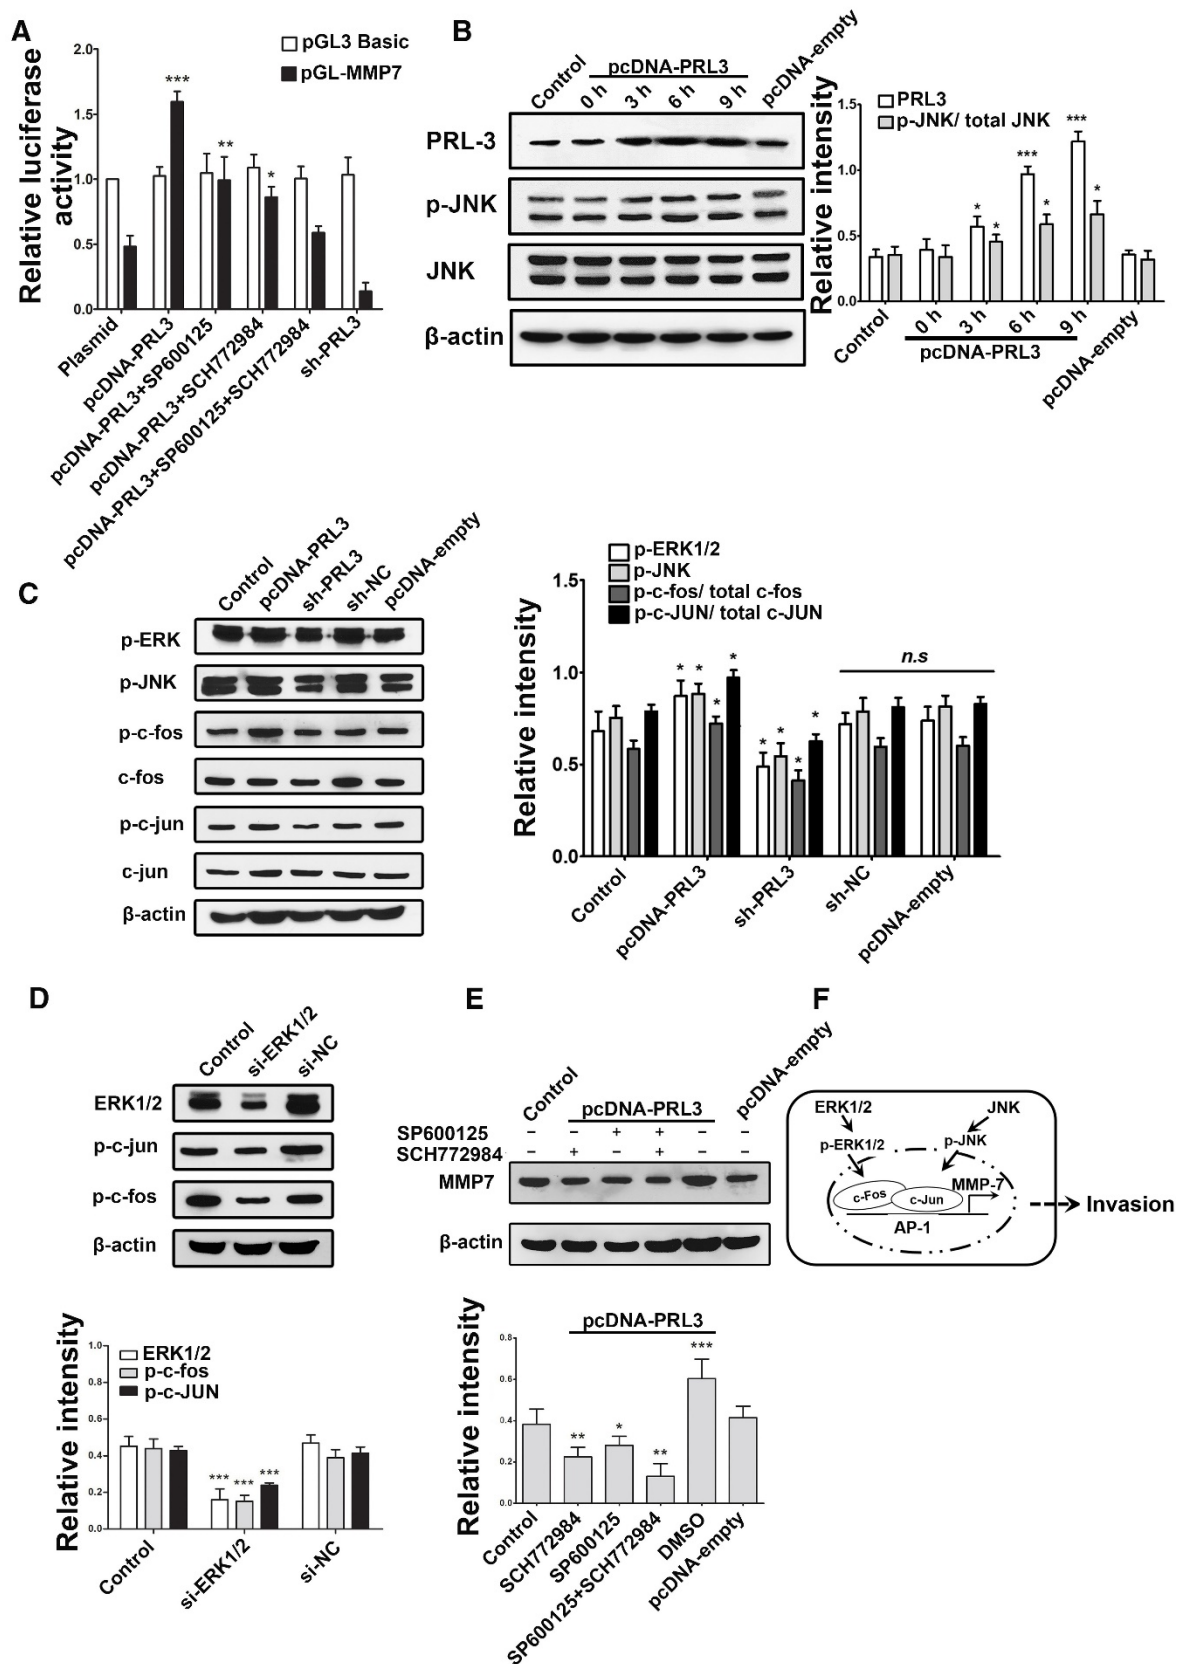 A
Relative luciferase
activity
2.0
1.5
1.0
0.5
0.0
pGL3 Basic
pGL-MMP7
***
**
*
Plasmid
pcDNA-PRL3
pcDNA-PRL3+SP600125
pcDNA-PRL3+SCH772984
pcDNA-PRL3+SP600125+SCH772984
sh-PRL3
B
Control
pcDNA-PRL3
0 h
3 h
6 h
9 h
pcDNA-empty
PRL-3
p-JNK
JNK
β-actin
Relative intensity
1.5
1.0
0.5
0.0
PRL3
p-JNK/ total JNK
* * *** * *** *
Control
0 h
3 h
6 h
9 h
pcDNA-PRL3
pcDNA-empty
C
Control
pcDNA-PRL3
sh-PRL3
sh-NC
pcDNA-empty
p-ERK
p-JNK
p-c-fos
c-fos
p-c-jun
c-jun
β-actin
Relative intensity
1.5
1.0
0.5
0.0
p-ERK1/2
p-JNK
p-c-fos/ total c-fos
p-c-JUN/ total c-JUN
* * * * * * * *
n.s
Control
pcDNA-PRL3
sh-PRL3
sh-NC
pcDNA-empty
D
Control
si-ERK1/2
si-NC
ERK1/2
p-c-jun
p-c-fos
β-actin
Relative intensity
1.0
0.8
0.6
0.4
0.2
0.0
ERK1/2
p-c-fos
p-c-JUN
*** *** ***
Control
si-ERK1/2
si-NC
E
Control
pcDNA-PRL3
pcDNA-empty
SP600125 – – + + – –
SCH772984 – + – + – –
MMP7
β-actin
Relative intensity
pcDNA-PRL3
0.8
0.6
0.4
0.2
0.0
** * ** ***
Control
SCH772984
SP600125
SP600125+SCH772984
DMSO
pcDNA-empty
F
ERK1/2
JNK
p-ERK1/2
p-JNK
c-Fos
c-Jun
MMP-7
AP-1
Invasion